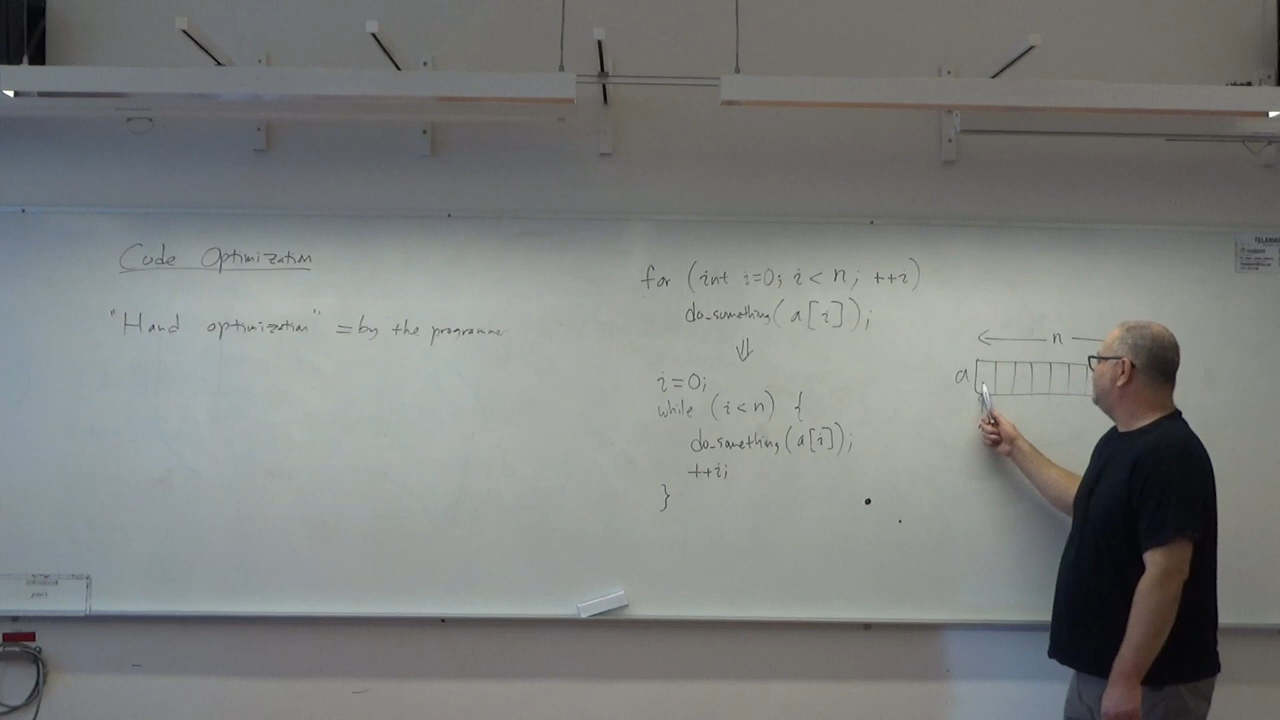 Code Optimization
"Hand optimization" = by the programmer
for (int i=0; i < n; ++i)
do_something(a[i]);
⇓
i=0;
while (i<n) {
do_something(a[i]);
++i;
}
n
a